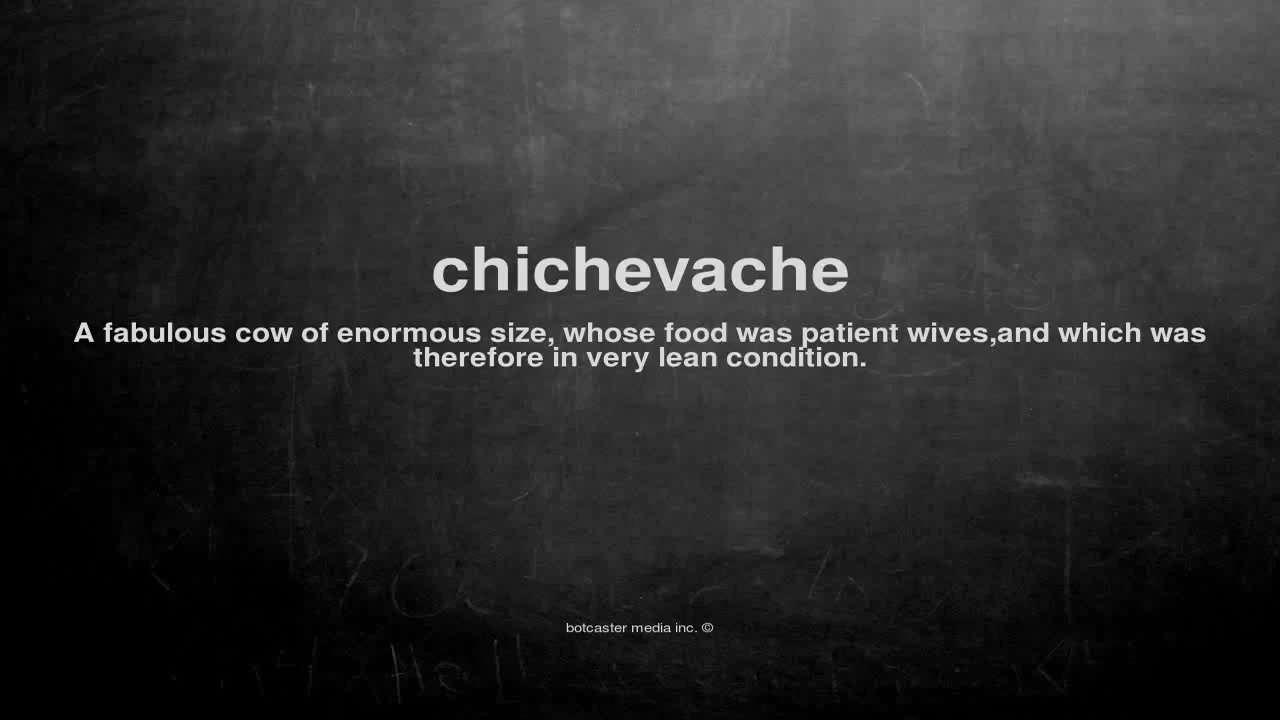 chichevache
A fabulous cow of enormous size, whose food was patient wives,and which was
therefore in very lean condition.
botcaster media inc. ©